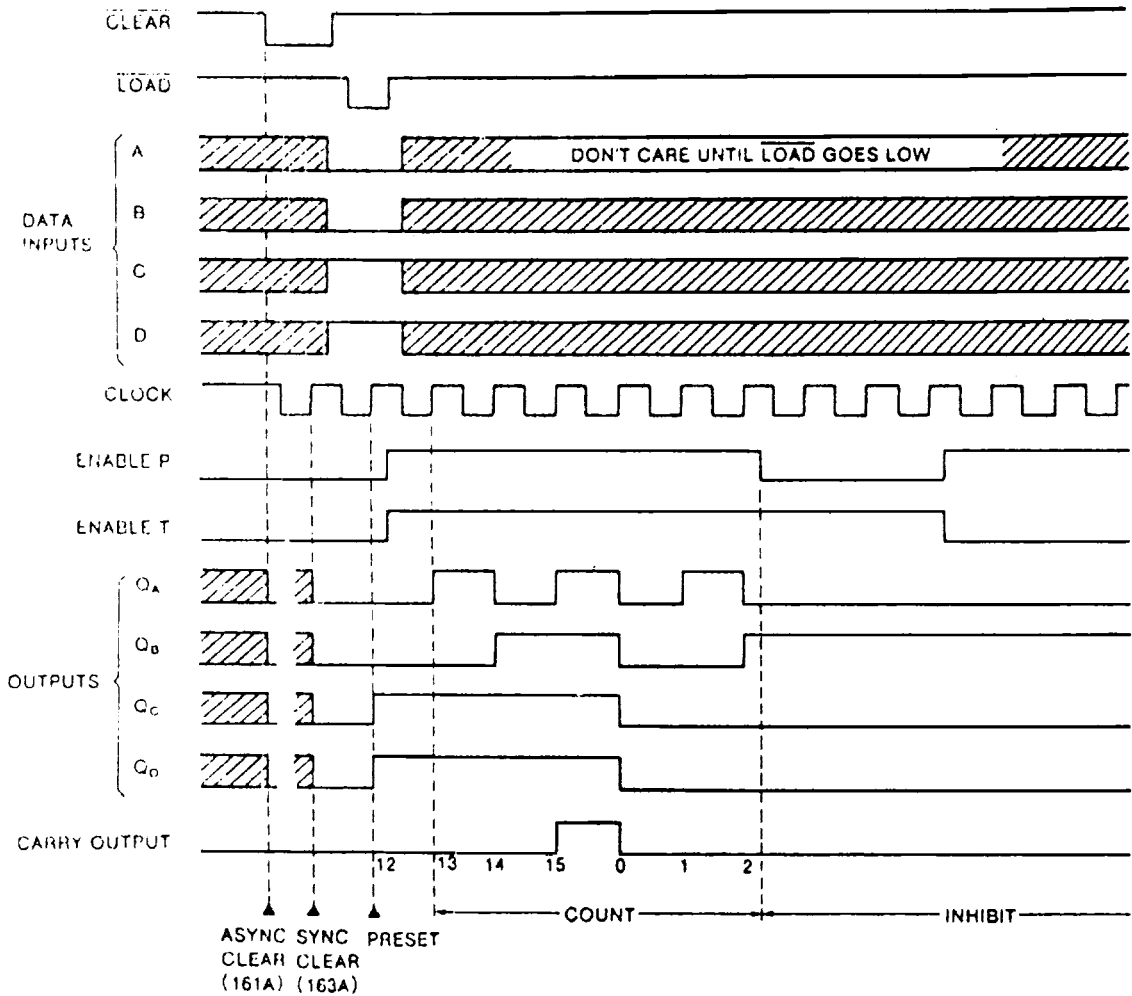 CLEAR
LOAD
A
DON'T CARE UNTIL LOAD GOES LOW
B
DATA
INPUTS
C
D
CLOCK
ENABLE P
ENABLE T
QA
QB
OUTPUTS
QC
QD
CARRY OUTPUT
12 13 14 15 0 1 2
COUNT INHIBIT
ASYNC SYNC PRESET
CLEAR CLEAR
(161A) (163A)